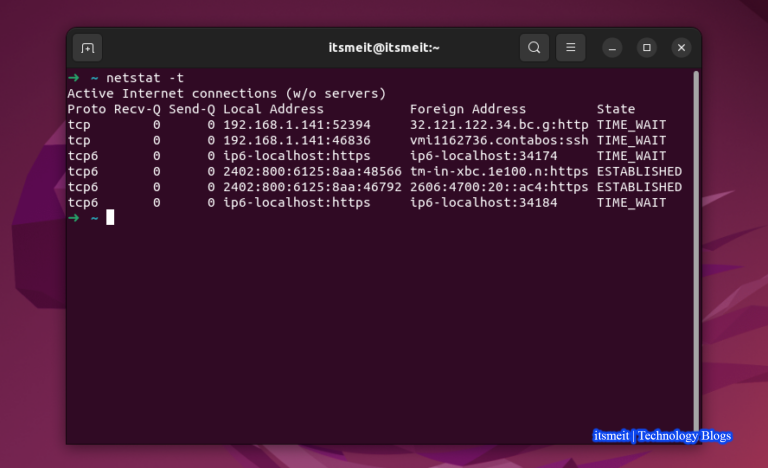 itsmeit@itsmeit:~
➜ ~ netstat -t
Active Internet connections (w/o servers)
Proto Recv-Q Send-Q Local Address           Foreign Address         State
tcp        0      0 192.168.1.141:52394     32.121.122.34.bc.g:http TIME_WAIT
tcp        0      0 192.168.1.141:46836     vmi1162736.contabos:ssh TIME_WAIT
tcp6       0      0 ip6-localhost:https     ip6-localhost:34174     TIME_WAIT
tcp6       0      0 2402:800:6125:8aa:48566 tm-in-xbc.1e100.n:https ESTABLISHED
tcp6       0      0 2402:800:6125:8aa:46792 2606:4700:20::ac4:https ESTABLISHED
tcp6       0      0 ip6-localhost:https     ip6-localhost:34184     TIME_WAIT
➜ ~
itsmeit | Technology Blogs